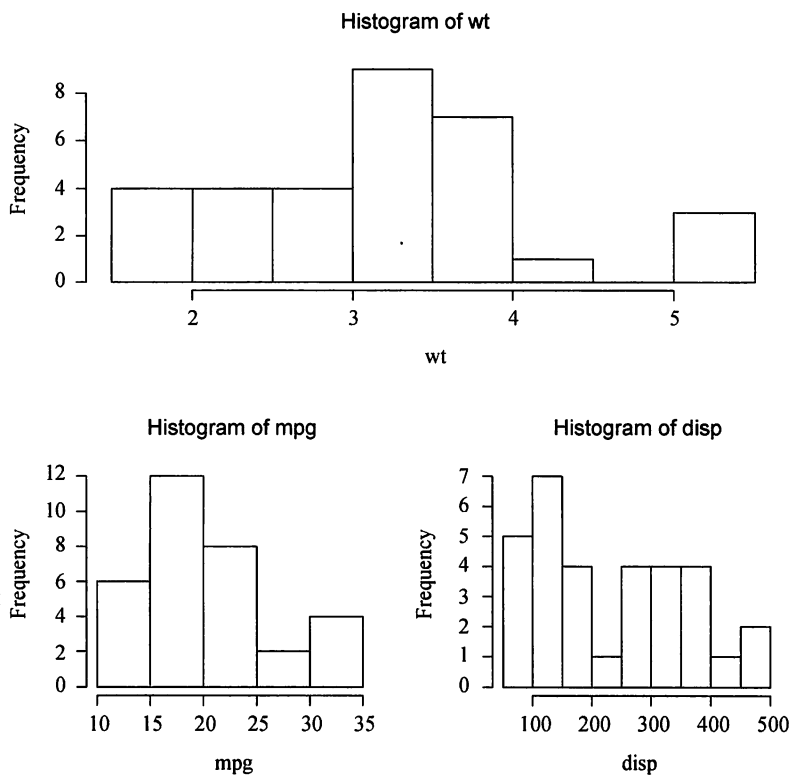 Histogram of wt
Frequency
8
6
4
2
0
2 3 4 5
wt
Histogram of mpg
Frequency
12
10
8
6
4
2
0
10 15 20 25 30 35
mpg
Histogram of disp
Frequency
7
6
5
4
3
2
1
0
100 200 300 400 500
disp